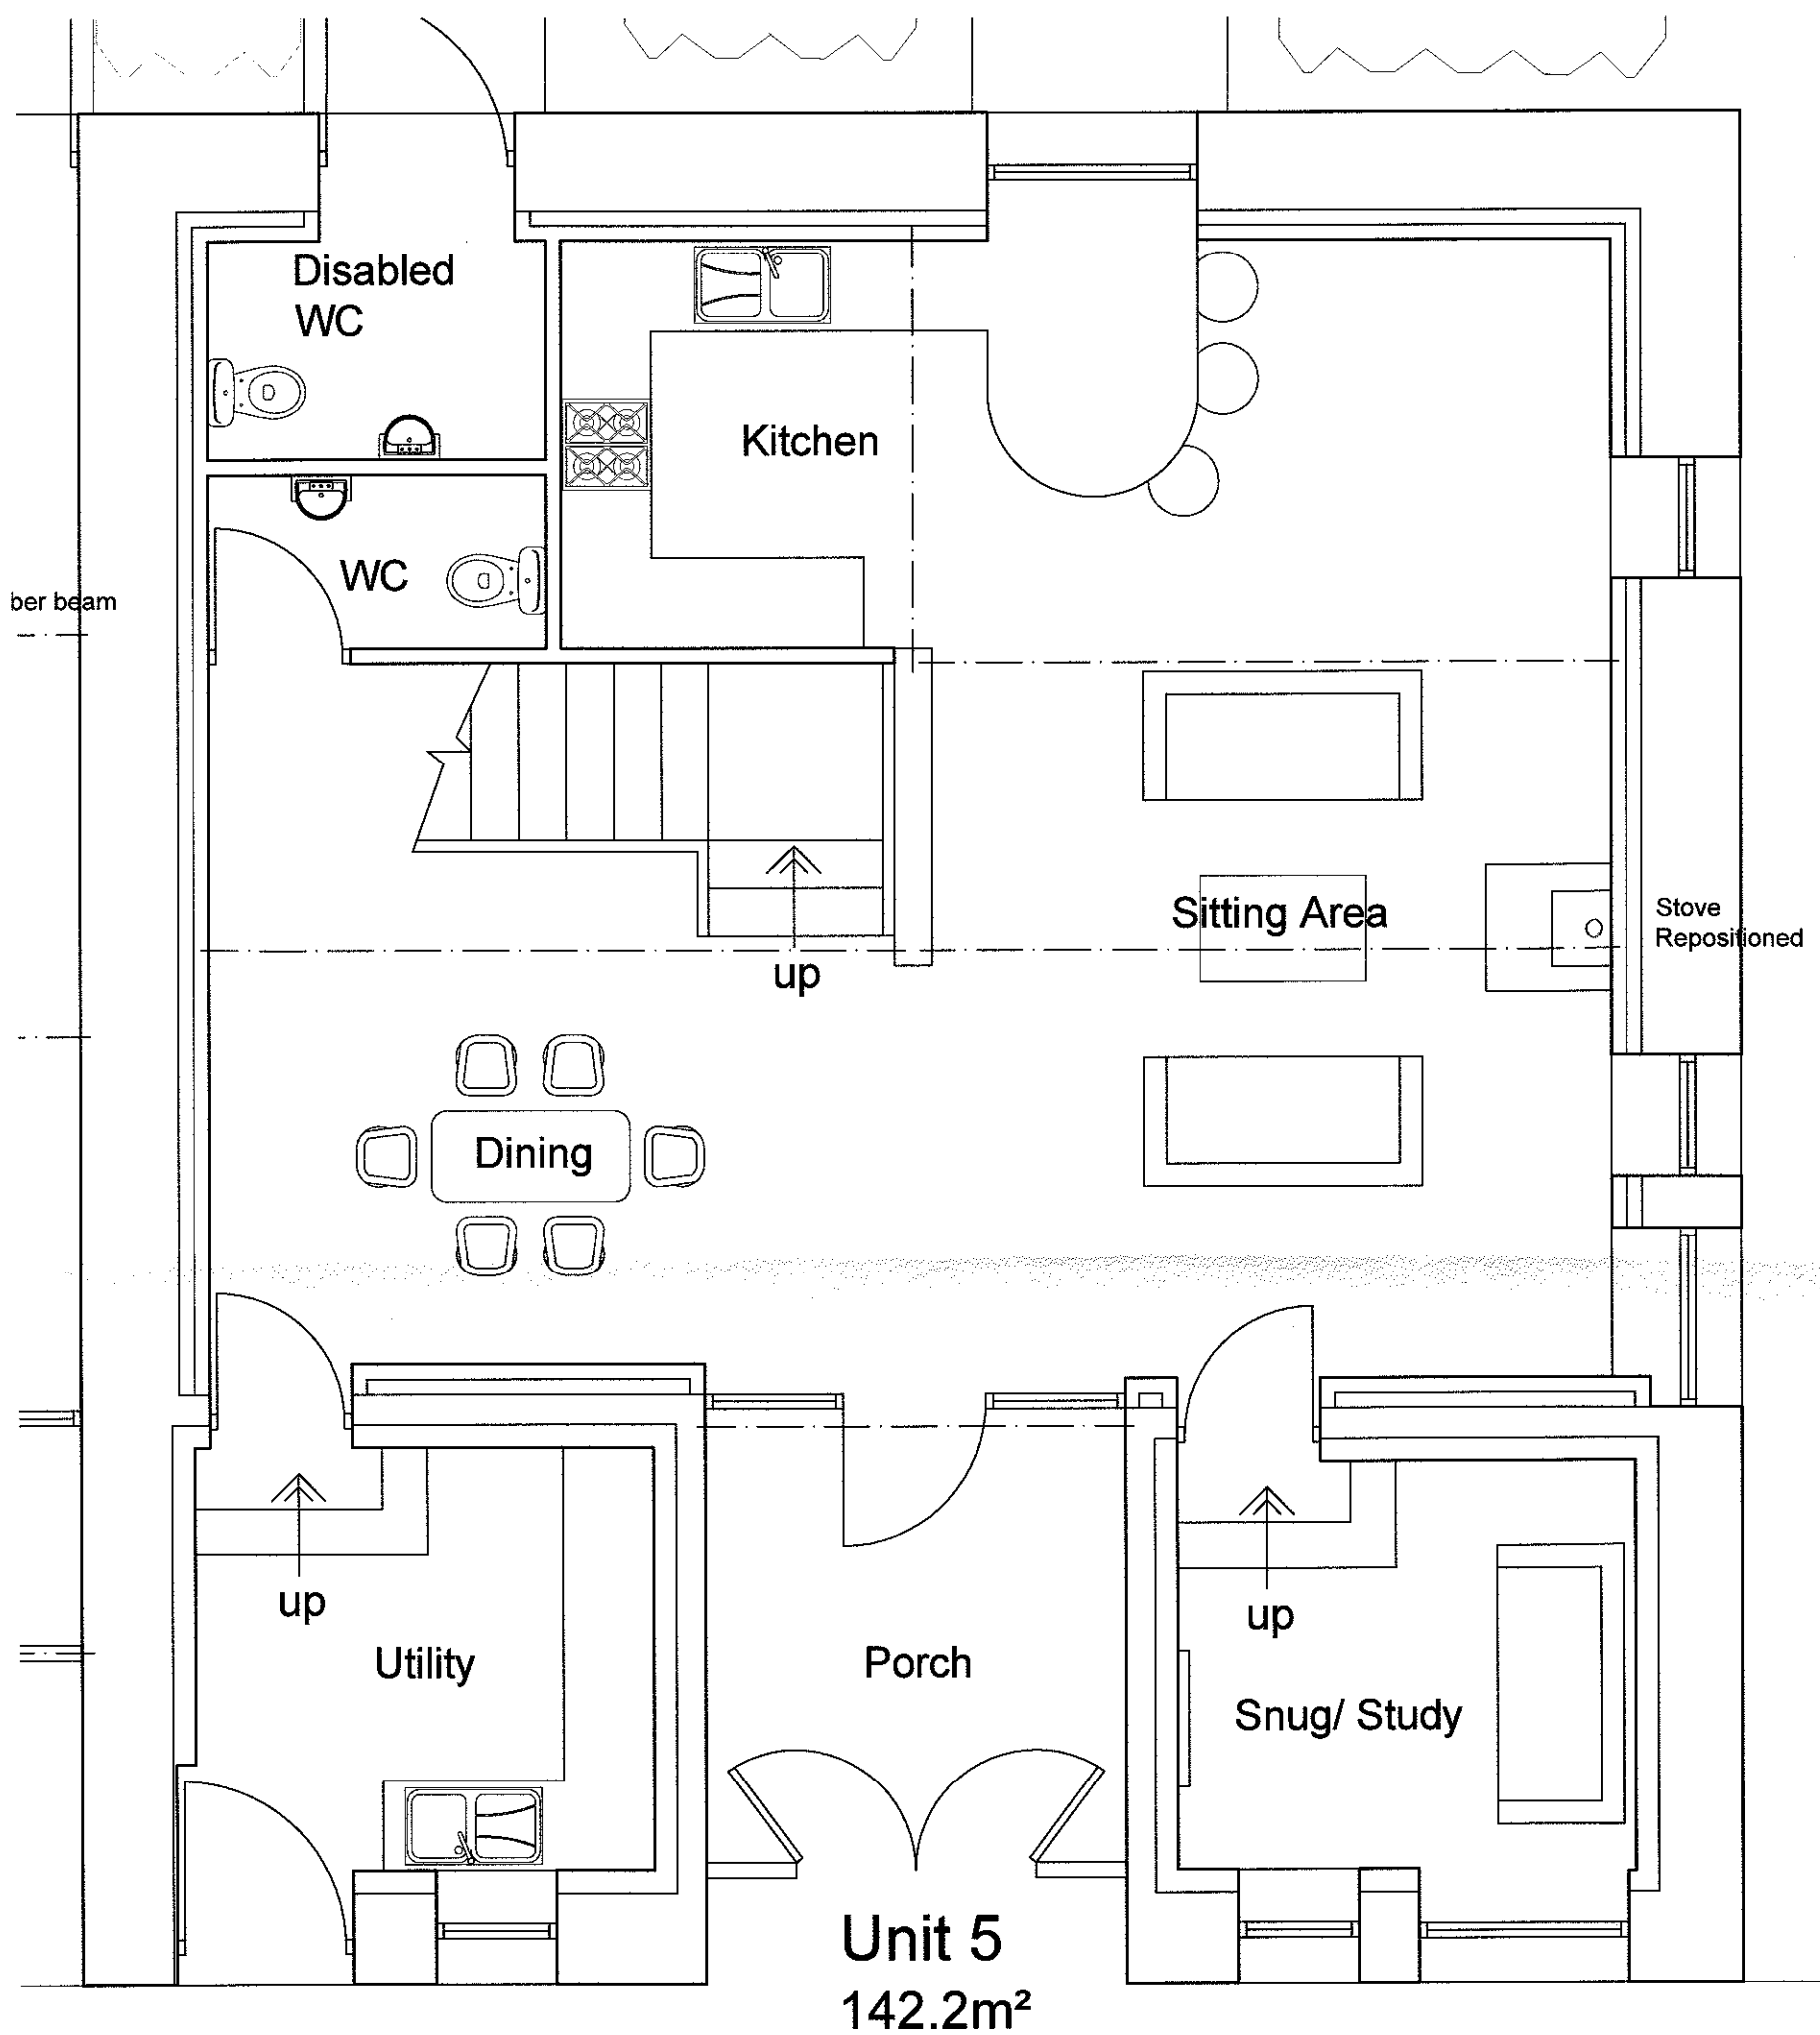 Disabled
WC
Kitchen
WC
ber beam
Sitting Area
Stove
Repositioned
up
Dining
up
up
Utility
Porch
Snug/ Study
Unit 5
142.2m²